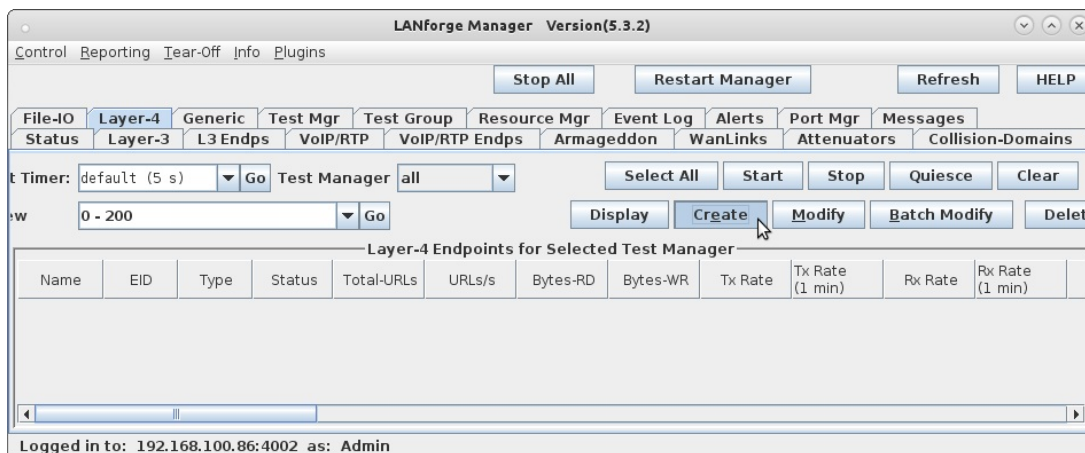 LANforge Manager Version(5.3.2)
Control Reporting Tear-Off Info Plugins
Stop All Restart Manager Refresh HELP
File-IO Layer-4 Generic Test Mgr Test Group Resource Mgr Event Log Alerts Port Mgr Messages
Status Layer-3 L3 Endps VoIP/RTP VoIP/RTP Endps Armageddon WanLinks Attenuators Collision-Domains
t Timer: default (5 s) Go Test Manager all Select All Start Stop Quiesce Clear
ew 0 - 200 Go Display Create Modify Batch Modify Delet
Layer-4 Endpoints for Selected Test Manager
Name EID Type Status Total-URLs URLs/s Bytes-RD Bytes-WR Tx Rate Tx Rate (1 min) Rx Rate Rx Rate (1 min)
Logged in to: 192.168.100.86:4002 as: Admin